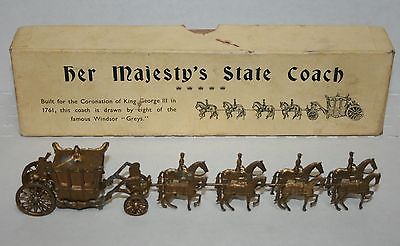 Her Majesty's State Coach
Built for the Coronation of King George III in
1761, this coach is drawn by eight of the
famous Windsor "Greys."